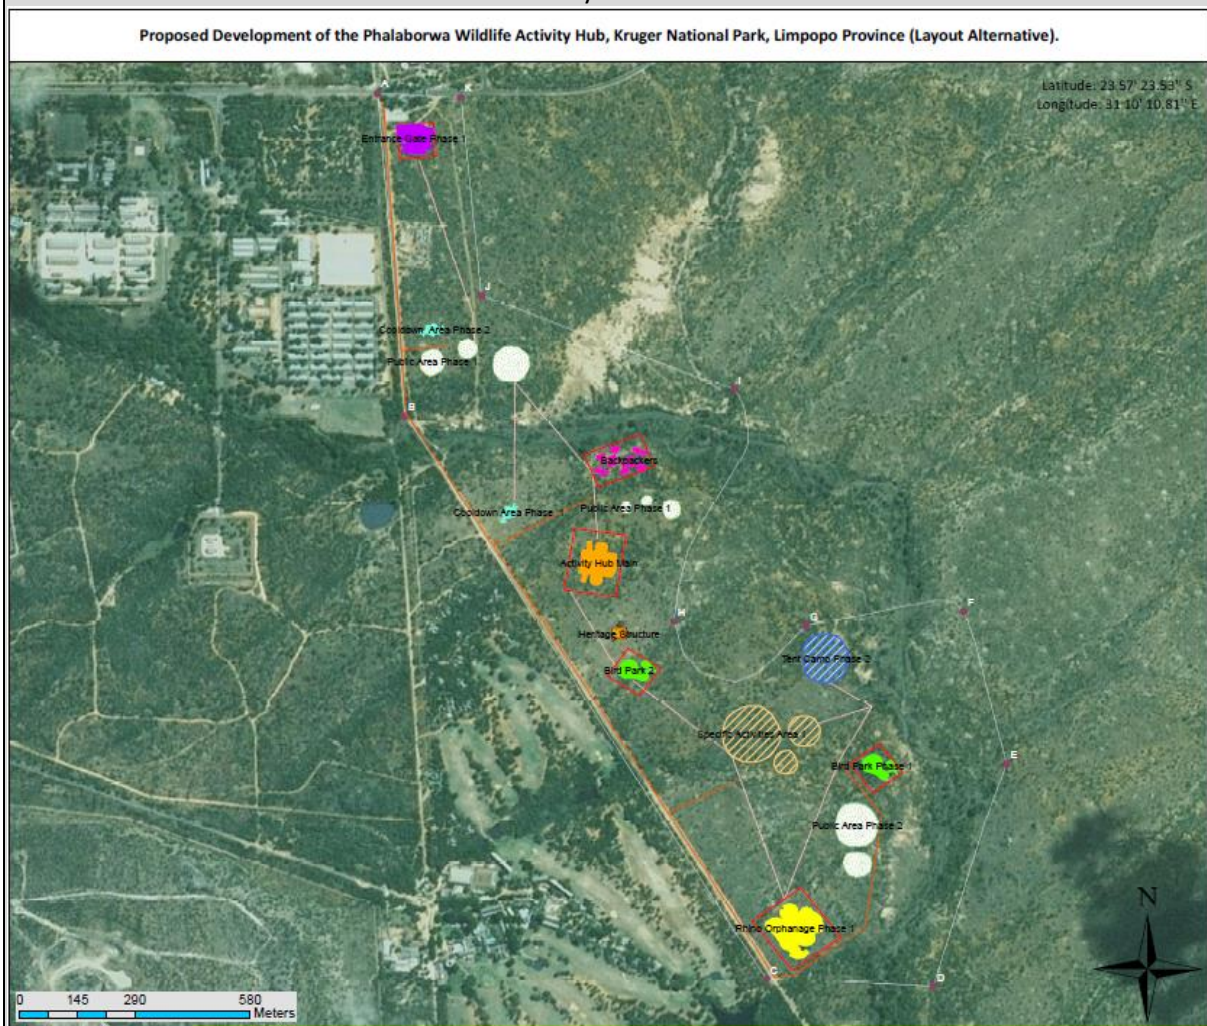 Proposed Development of the Phalaborwa Wildlife Activity Hub, Kruger National Park, Limpopo Province (Layout Alternative).
Latitude: 23.57' 23.53" S
Longitude: 31 10' 10.81" E
A
K
Entrance Gate Phase 1
J
Cooldown Area Phase 2
Public Area Phase 1
I
B
Backpackers
Cooldown Area Phase 1
Public Area Phase 1
Activity Hub Main
F
H
G
Heritage Structure
Tent Camp Phase 2
Bird Park 2
Specific Activities Area 1
E
Bird Park Phase 1
Public Area Phase 2
N
Rhino Orphanage Phase 1
C
D
0 145 290 580
Meters